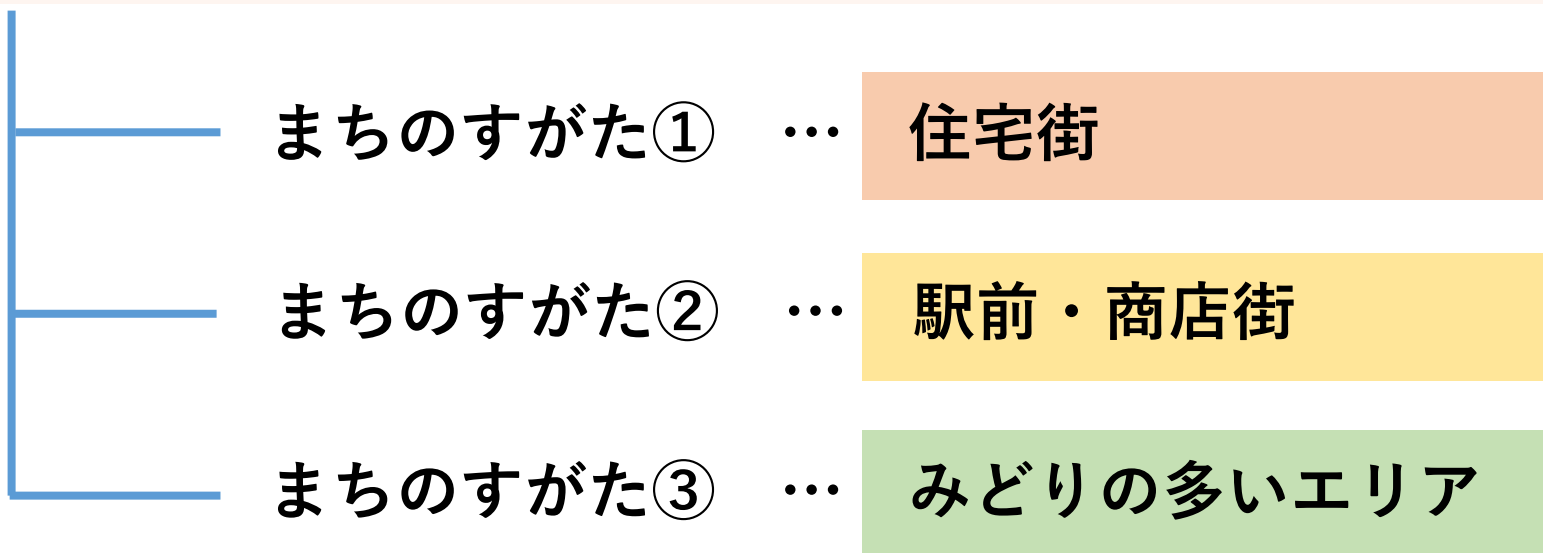 まちのすがた① … 住宅街
まちのすがた② … 駅前・商店街
まちのすがた③ … みどりの多いエリア